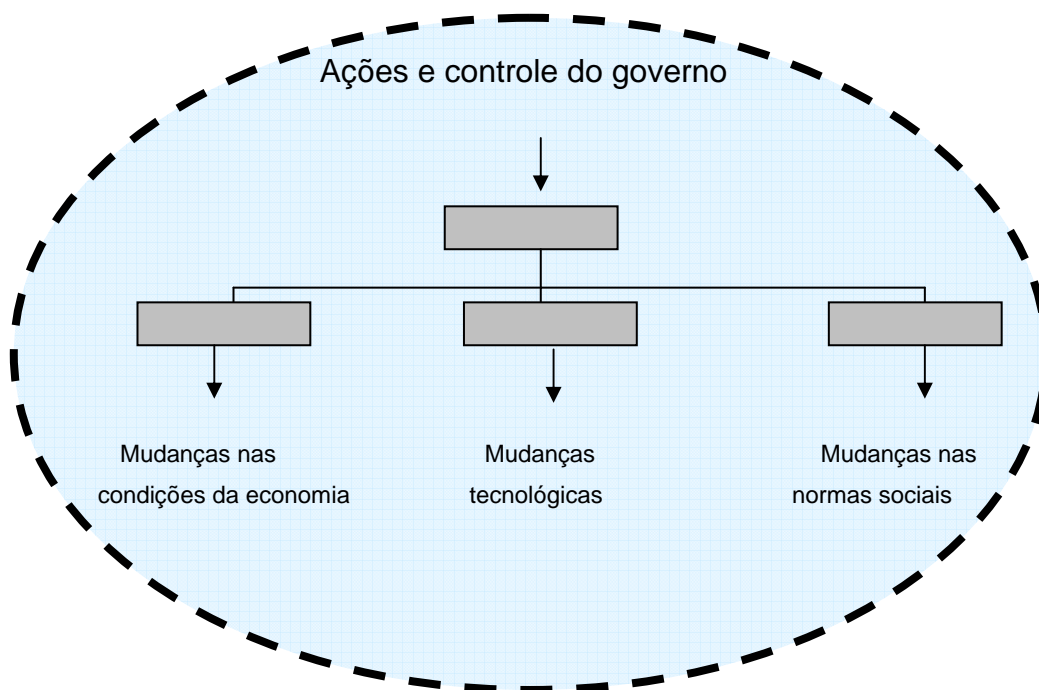 Ações e controle do governo
Mudanças nas
condições da economia
Mudanças
tecnológicas
Mudanças nas
normas sociais